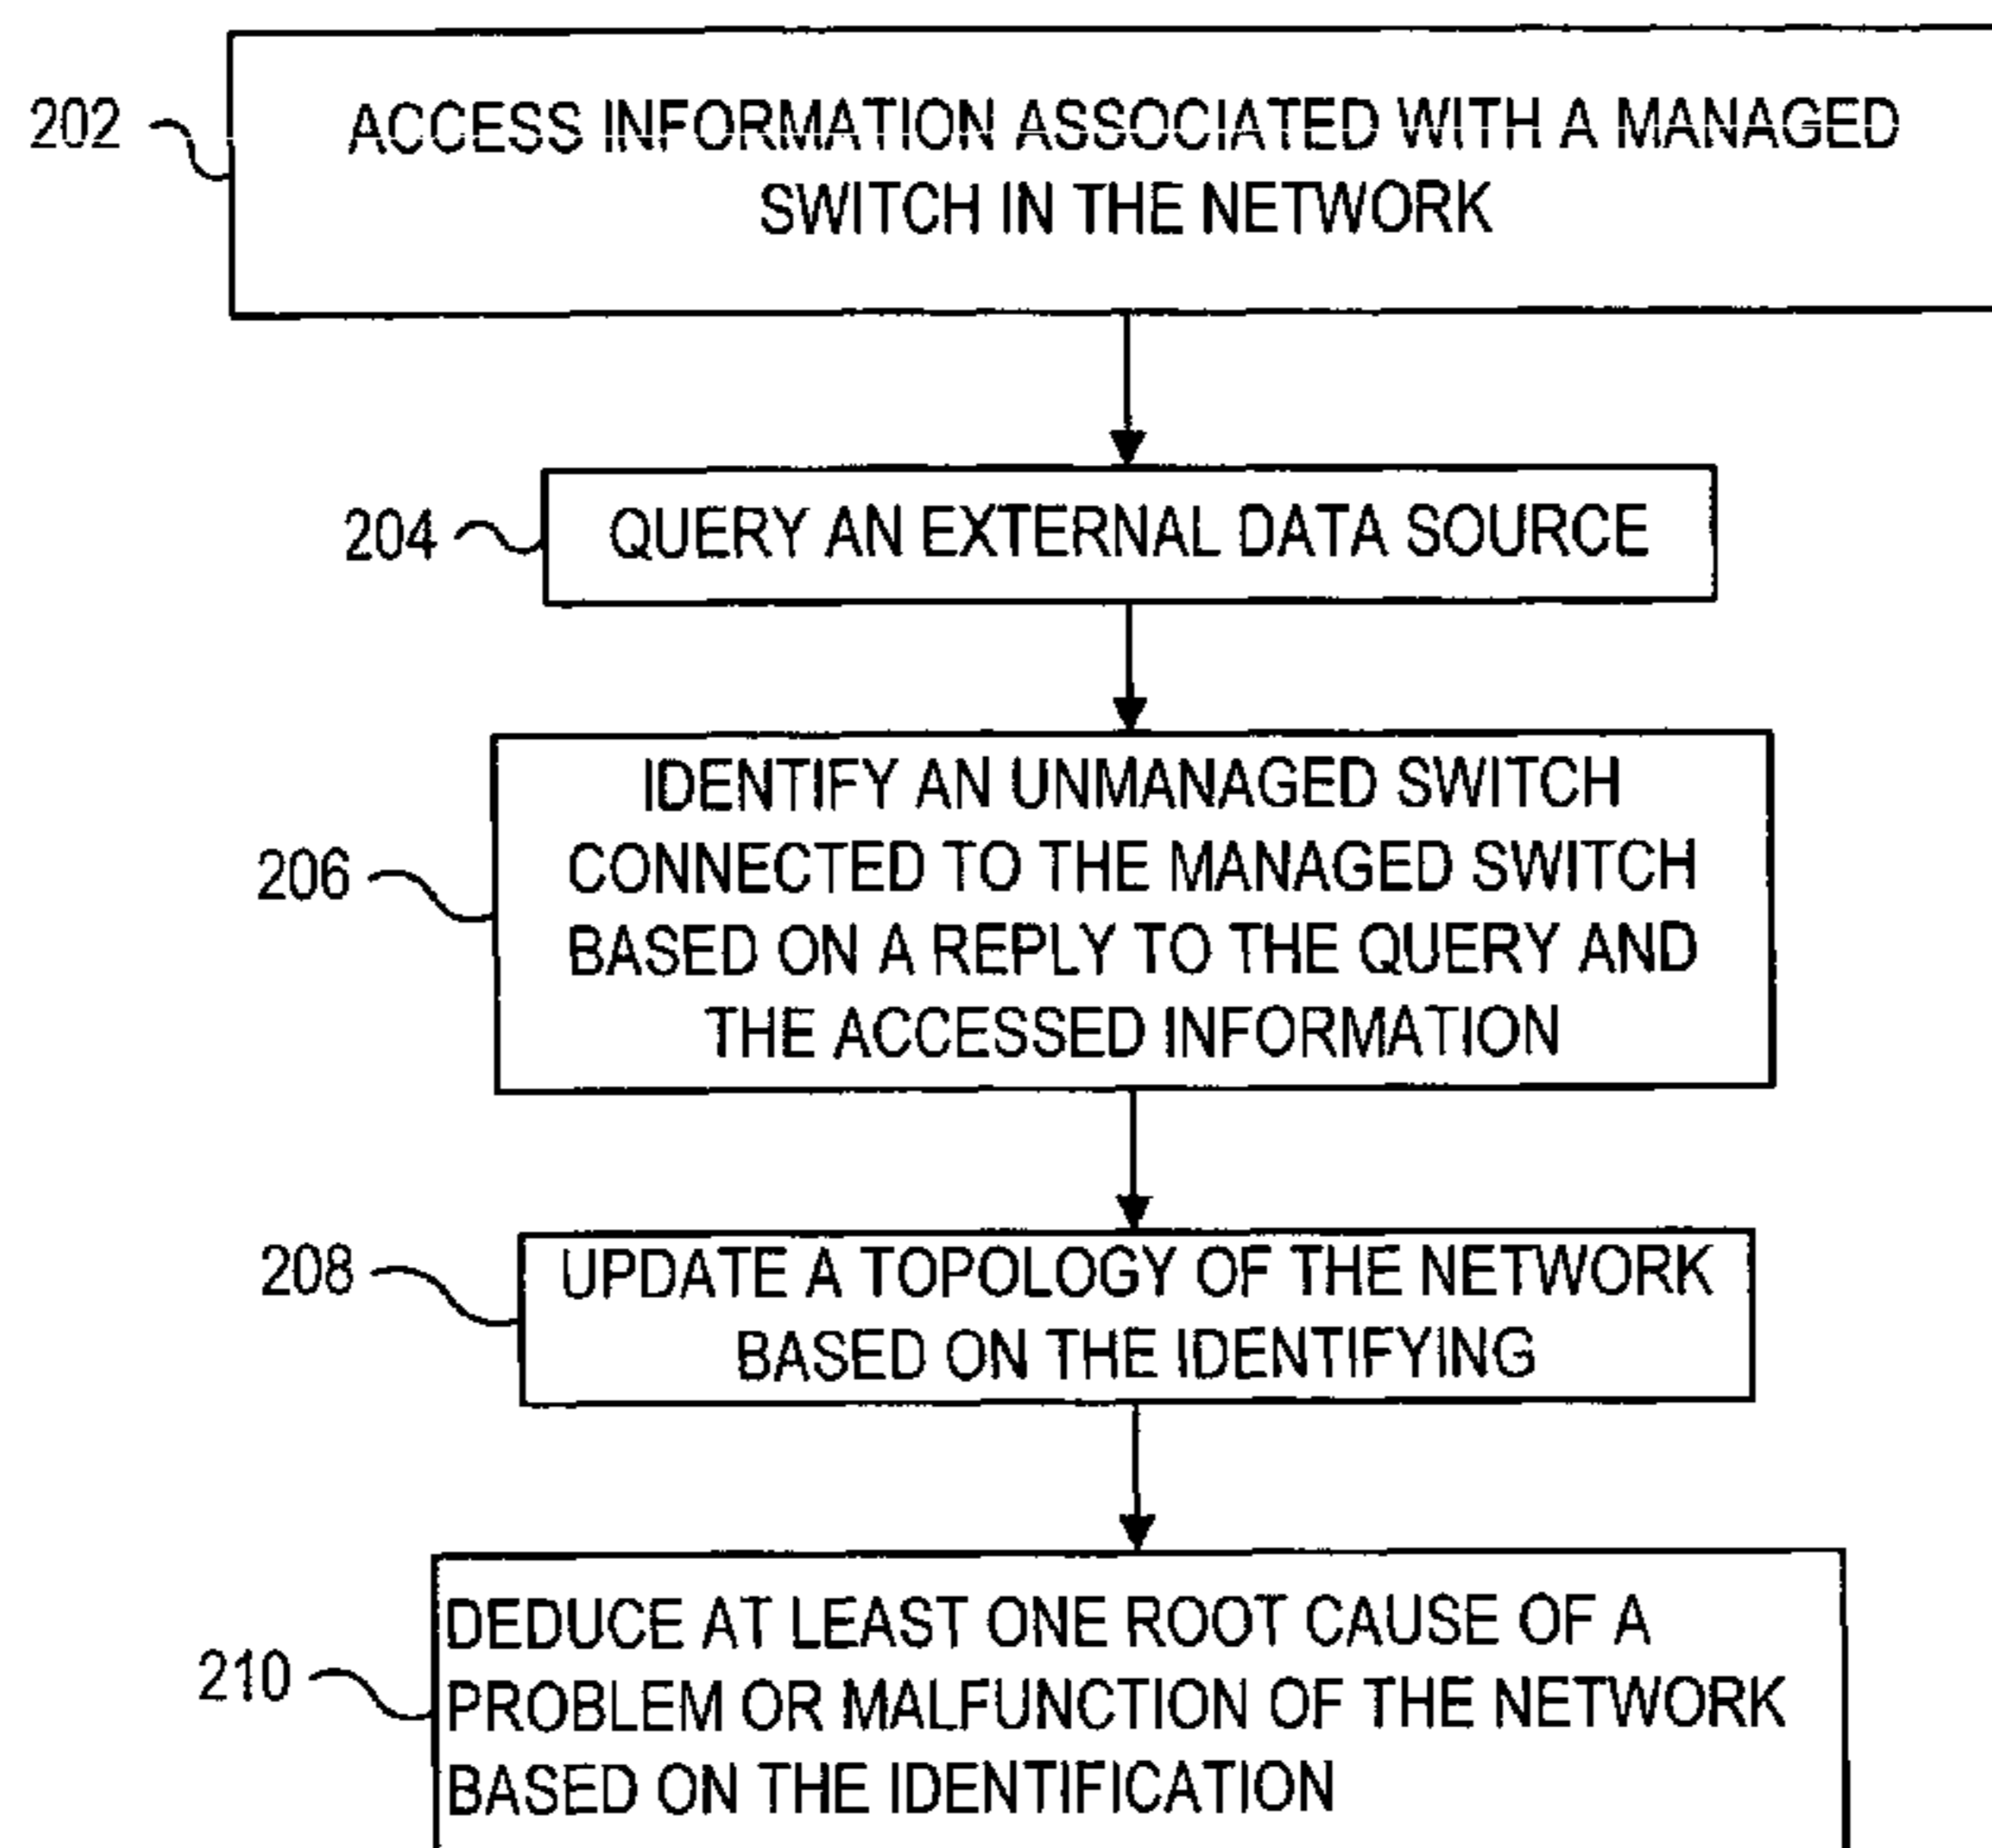 202
ACCESS INFORMATION ASSOCIATED WITH A MANAGED
SWITCH IN THE NETWORK
204
QUERY AN EXTERNAL DATA SOURCE
206
IDENTIFY AN UNMANAGED SWITCH
CONNECTED TO THE MANAGED SWITCH
BASED ON A REPLY TO THE QUERY AND
THE ACCESSED INFORMATION
208
UPDATE A TOPOLOGY OF THE NETWORK
BASED ON THE IDENTIFYING
210
DEDUCE AT LEAST ONE ROOT CAUSE OF A
PROBLEM OR MALFUNCTION OF THE NETWORK
BASED ON THE IDENTIFICATION